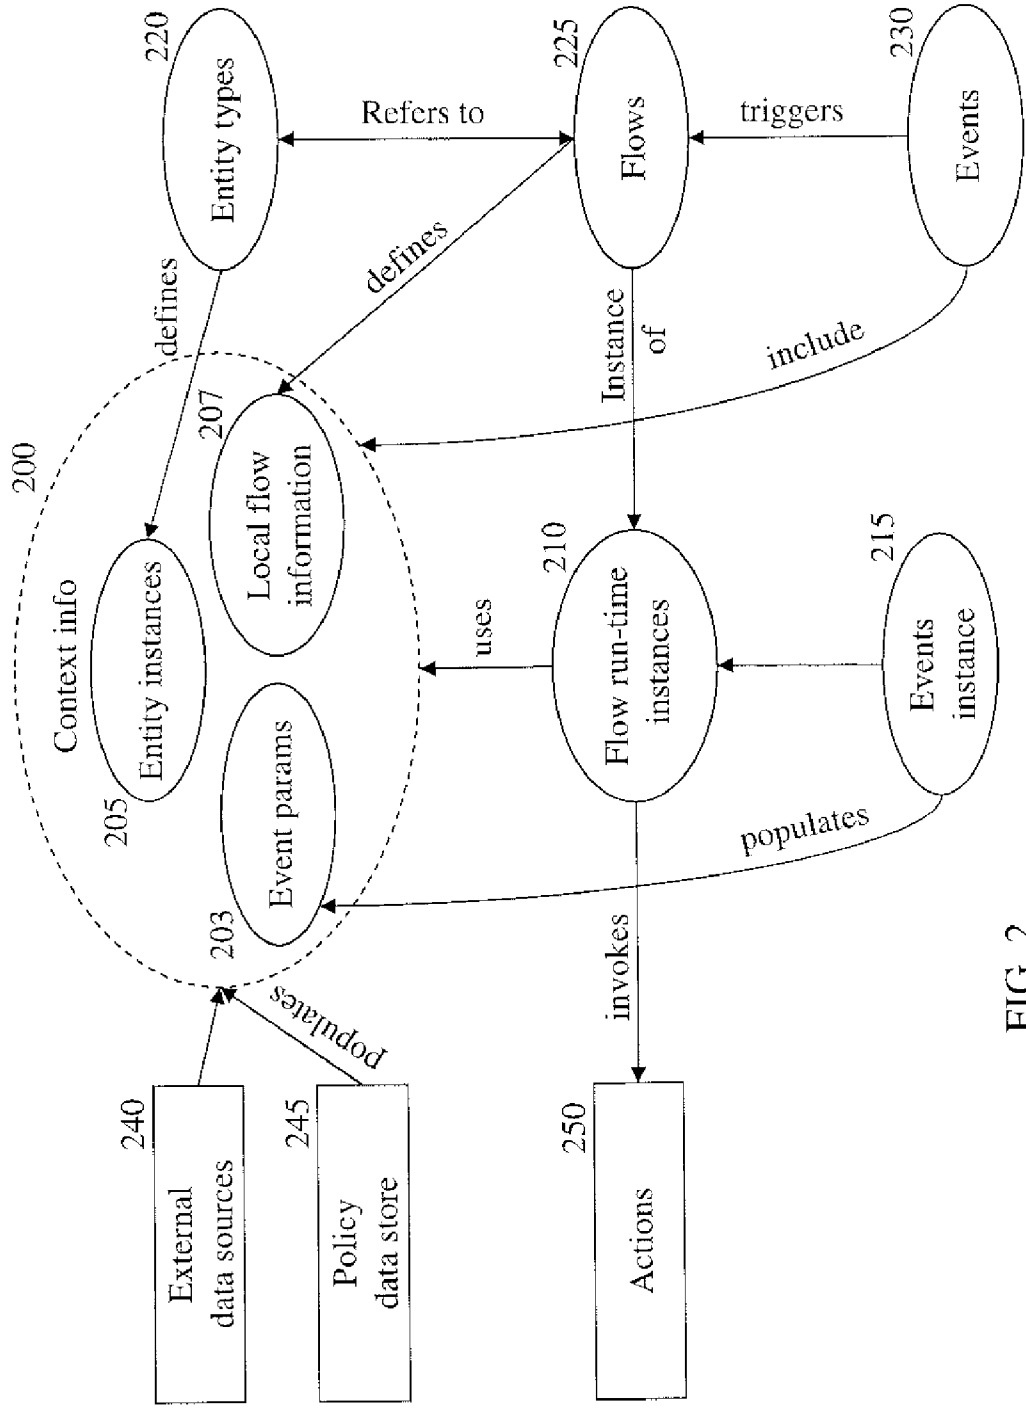 220
Entity types
Refers to
225
Flows
triggers
230
Events
defines
defines
Instance
of
include
200
Context info
207
Local flow
information
205
Entity instances
203
Event params
uses
210
Flow run-time
instances
215
Events
instance
populates
populates
invokes
240
External
data sources
245
Policy
data store
250
Actions
FIG. 2